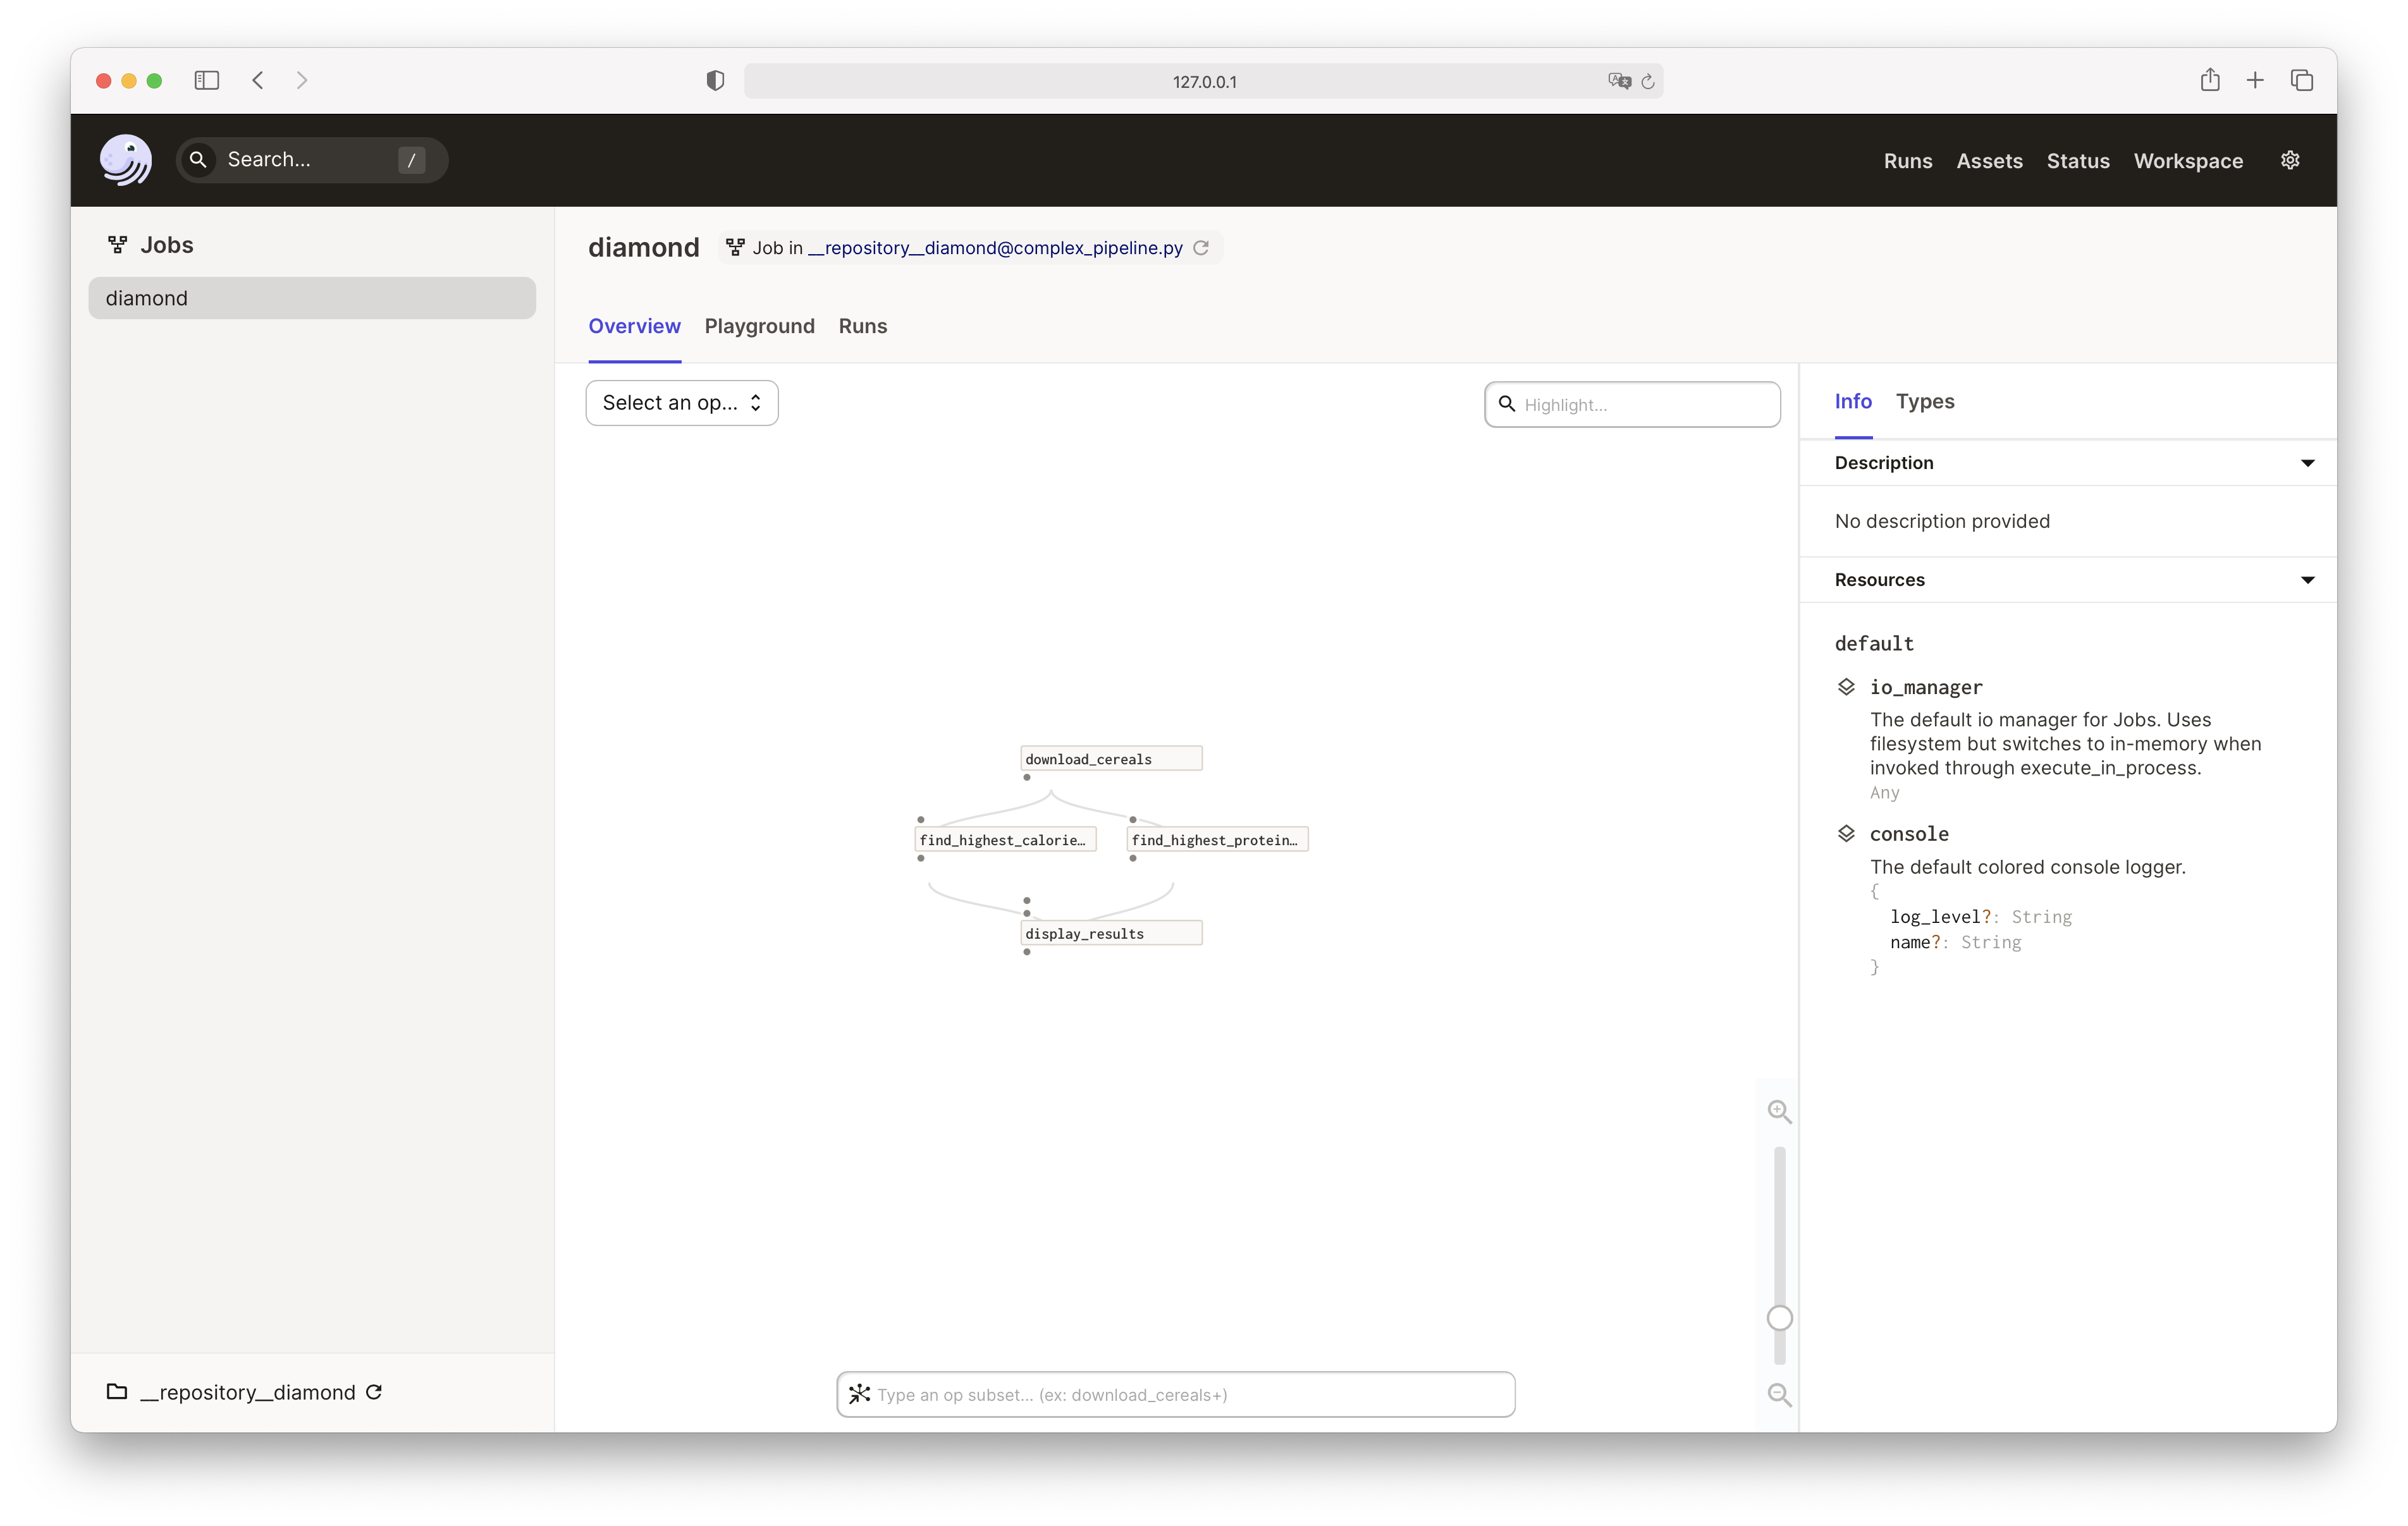 127.0.0.1
Search...
/
Runs
Assets
Status
Workspace
Jobs
diamond
diamond
Job in __repository__diamond@complex_pipeline.py
Overview
Playground
Runs
Select an op...
Highlight...
download_cereals
find_highest_calorie…
find_highest_protein…
display_results
Type an op subset... (ex: download_cereals+)
Info
Types
Description
No description provided
Resources
default
io_manager
The default io manager for Jobs. Uses
filesystem but switches to in-memory when
invoked through execute_in_process.
Any
console
The default colored console logger.
{
log_level?: String
name?: String
}
__repository__diamond